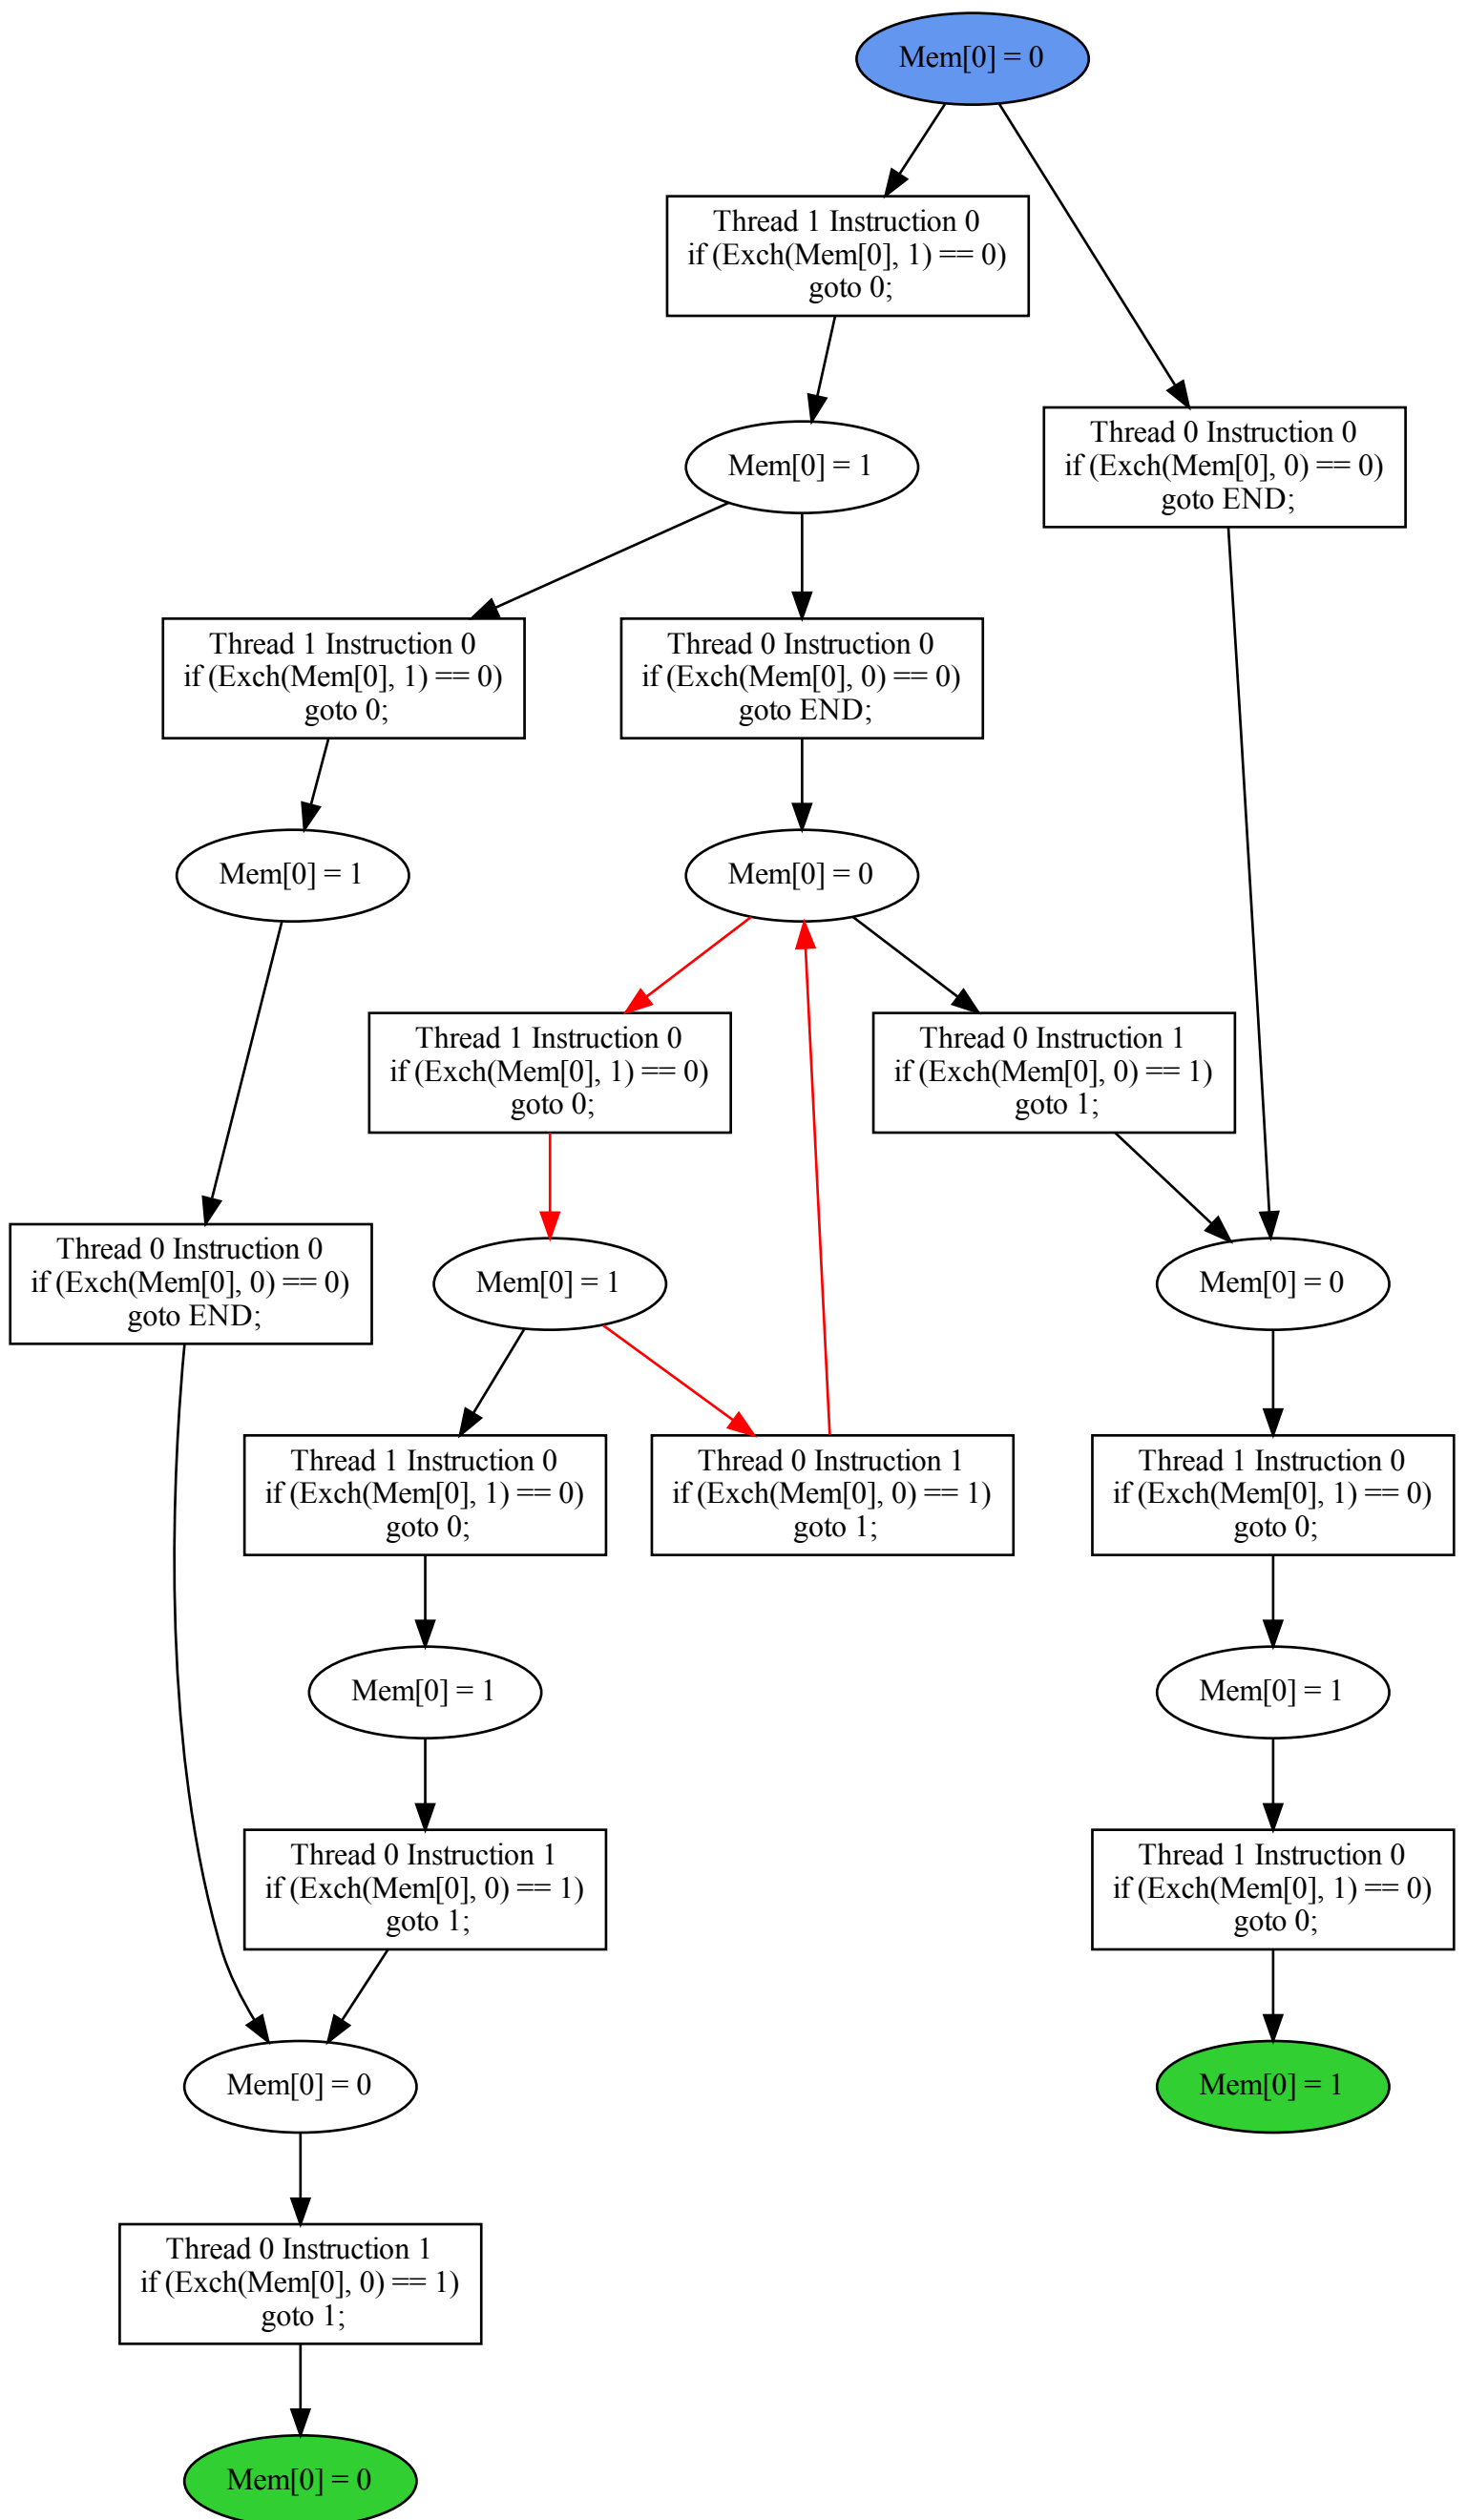 Mem[0] = 0
Thread 1 Instruction 0
if (Exch(Mem[0], 1) == 0)
goto 0;
Thread 0 Instruction 0
if (Exch(Mem[0], 0) == 0)
goto END;
Mem[0] = 1
Thread 1 Instruction 0
if (Exch(Mem[0], 1) == 0)
goto 0;
Thread 0 Instruction 0
if (Exch(Mem[0], 0) == 0)
goto END;
Mem[0] = 1
Mem[0] = 0
Thread 1 Instruction 0
if (Exch(Mem[0], 1) == 0)
goto 0;
Thread 0 Instruction 1
if (Exch(Mem[0], 0) == 1)
goto 1;
Thread 0 Instruction 0
if (Exch(Mem[0], 0) == 0)
goto END;
Mem[0] = 1
Mem[0] = 0
Thread 1 Instruction 0
if (Exch(Mem[0], 1) == 0)
goto 0;
Thread 0 Instruction 1
if (Exch(Mem[0], 0) == 1)
goto 1;
Thread 1 Instruction 0
if (Exch(Mem[0], 1) == 0)
goto 0;
Mem[0] = 1
Mem[0] = 1
Thread 0 Instruction 1
if (Exch(Mem[0], 0) == 1)
goto 1;
Thread 1 Instruction 0
if (Exch(Mem[0], 1) == 0)
goto 0;
Mem[0] = 0
Mem[0] = 1
Thread 0 Instruction 1
if (Exch(Mem[0], 0) == 1)
goto 1;
Mem[0] = 0